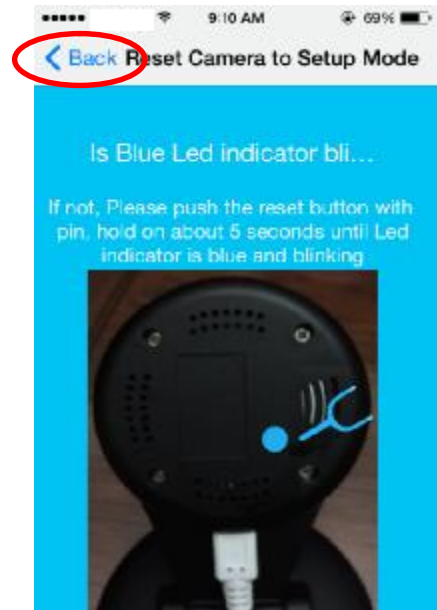 9:10 AM 69%
Back Reset Camera to Setup Mode
Is Blue Led indicator bli...
If not, Please push the reset button with
pin, hold on about 5 seconds until Led
indicator is blue and blinking